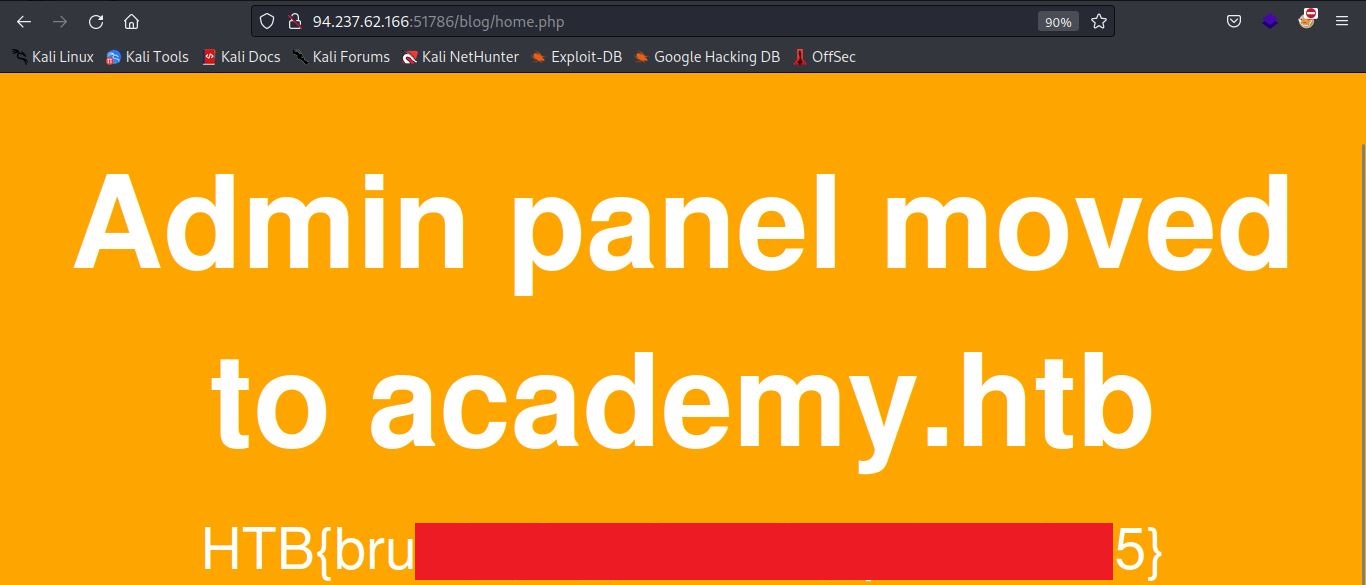 94.237.62.166:51786/blog/home.php
90%
Kali Linux Kali Tools Kali Docs Kali Forums Kali NetHunter Exploit-DB Google Hacking DB OffSec
Admin panel moved
to academy.htb
HTB{bru 5}